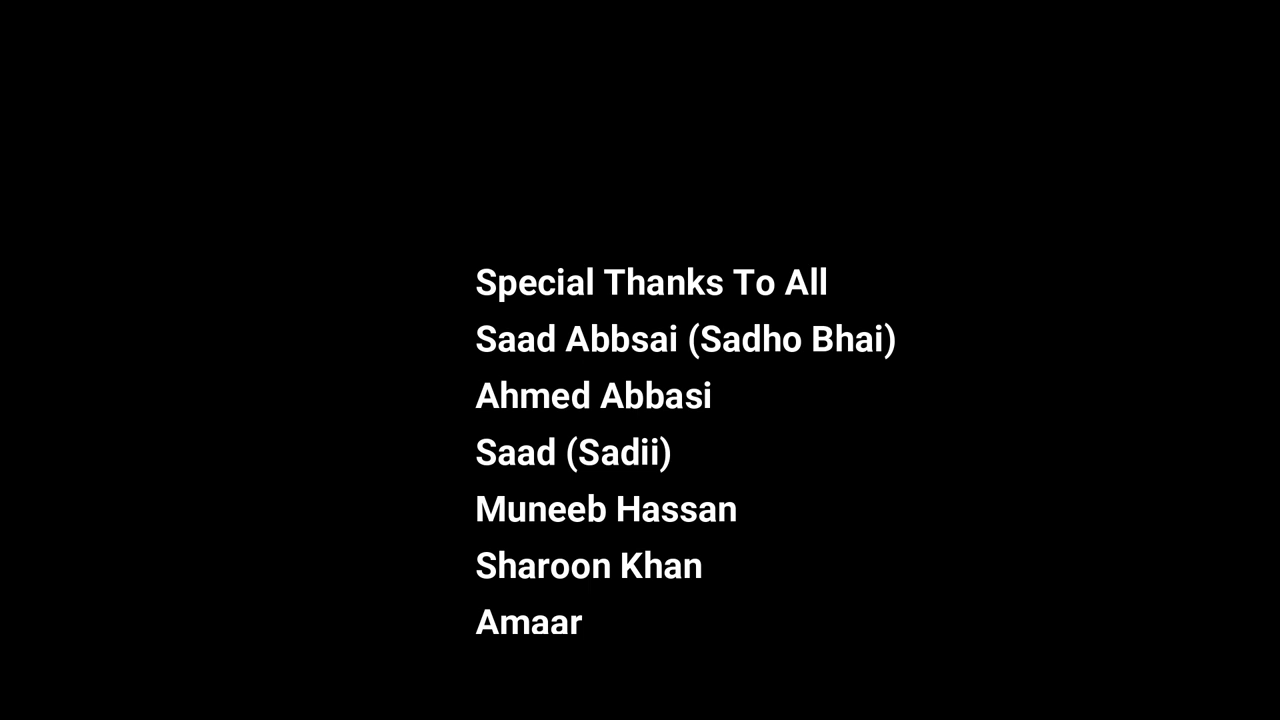 Special Thanks To All
Saad Abbsai (Sadho Bhai)
Ahmed Abbasi
Saad (Sadii)
Muneeb Hassan
Sharoon Khan
Amaar